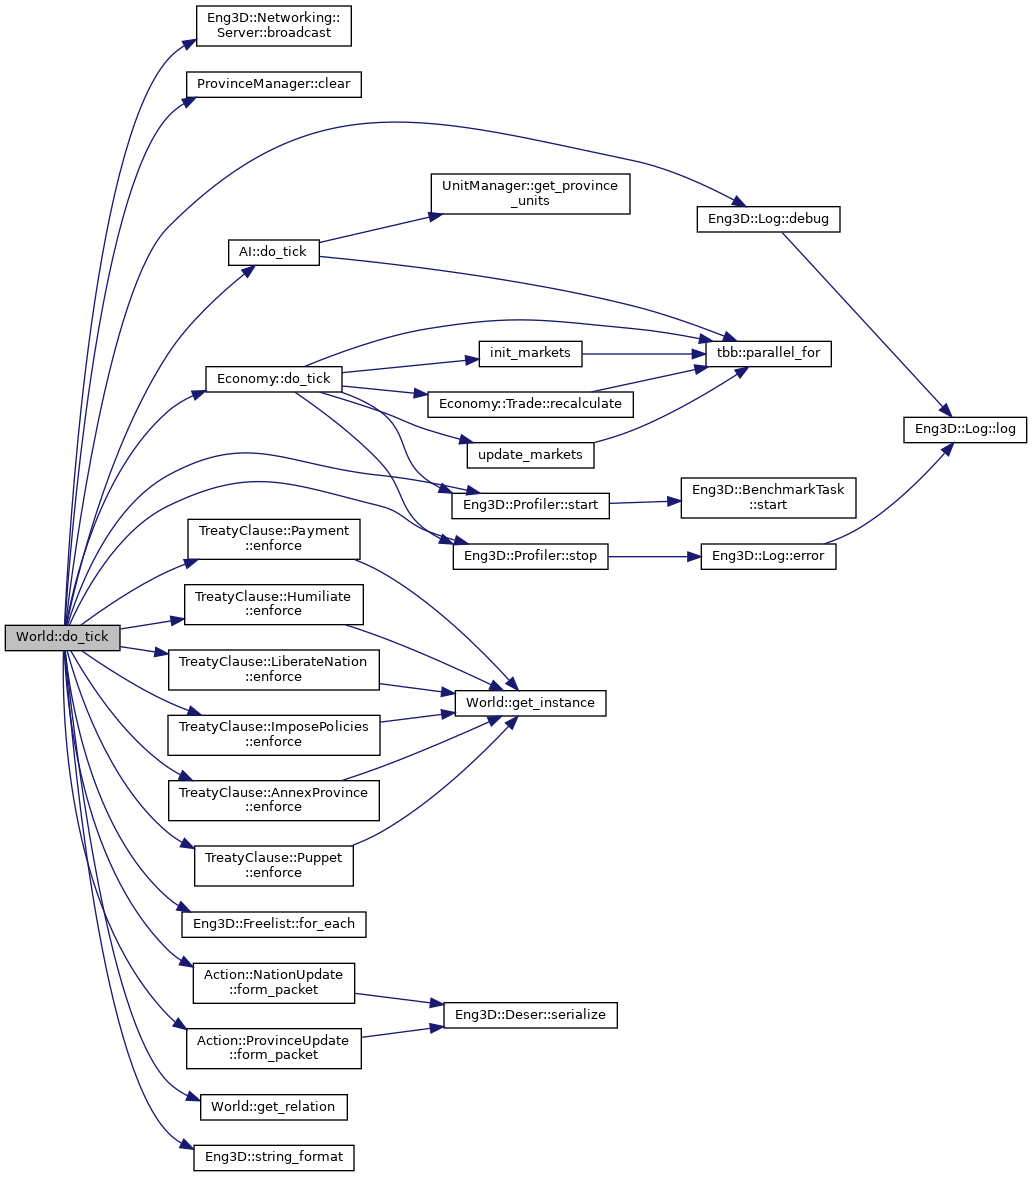 Eng3D::Networking::
Server::broadcast
ProvinceManager::clear
UnitManager::get_province
_units
Eng3D::Log::debug
AI::do_tick
tbb::parallel_for
init_markets
Economy::do_tick
Economy::Trade::recalculate
Eng3D::Log::log
update_markets
Eng3D::BenchmarkTask
::start
Eng3D::Profiler::start
TreatyClause::Payment
::enforce
Eng3D::Profiler::stop
Eng3D::Log::error
TreatyClause::Humiliate
::enforce
World::do_tick
TreatyClause::LiberateNation
::enforce
World::get_instance
TreatyClause::ImposePolicies
::enforce
TreatyClause::AnnexProvince
::enforce
TreatyClause::Puppet
::enforce
Eng3D::Freelist::for_each
Action::NationUpdate
::form_packet
Eng3D::Deser::serialize
Action::ProvinceUpdate
::form_packet
World::get_relation
Eng3D::string_format